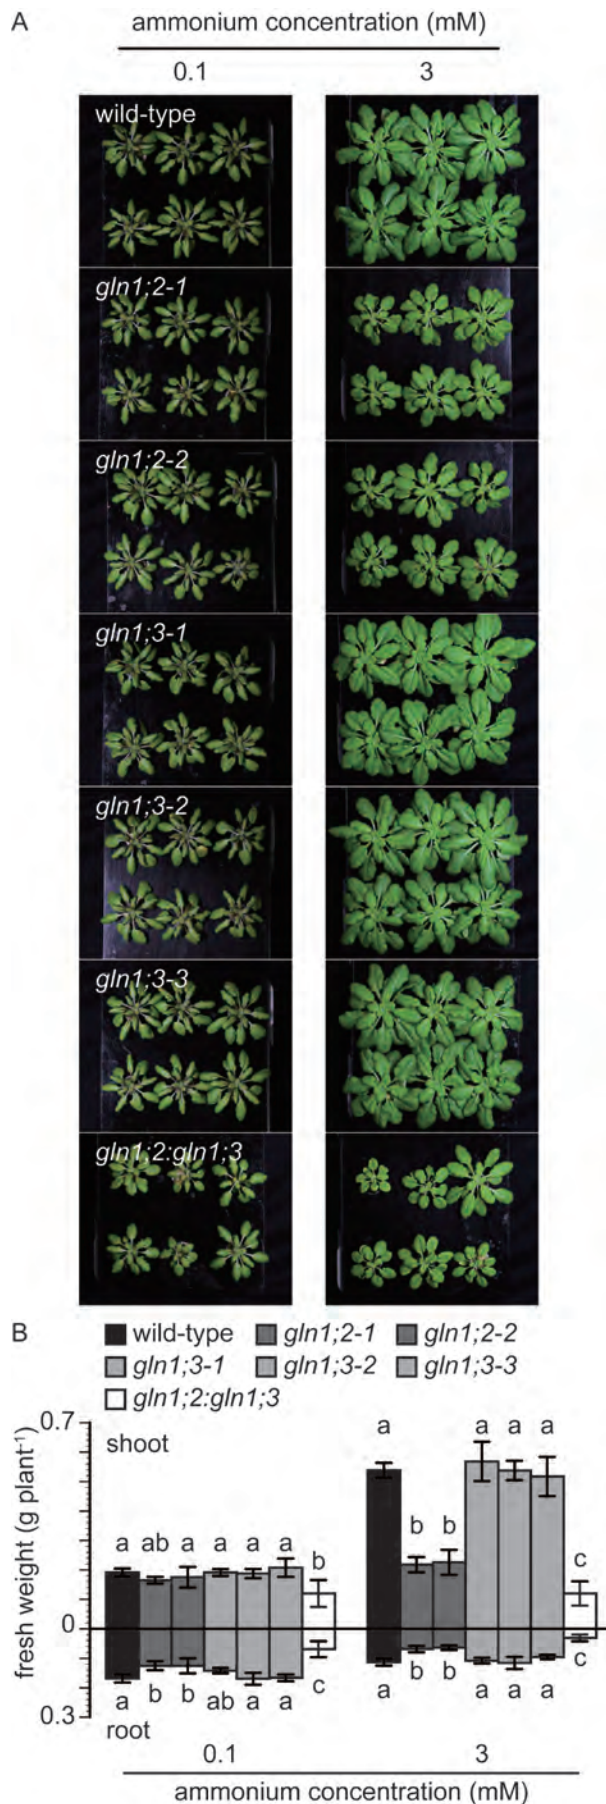 A
ammonium concentration (mM)
0.1 3
wild-type
gln1;2-1
gln1;2-2
gln1;3-1
gln1;3-2
gln1;3-3
gln1;2:gln1;3
B
wild-type gln1;2-1 gln1;2-2
gln1;3-1 gln1;3-2 gln1;3-3
gln1;2:gln1;3
0.7
shoot
a a a a
b b
a ab a a a a b c
fresh weight (g plant⁻¹)
0
a b b ab a a c a b b a a a c
0.3
root
0.1 3
ammonium concentration (mM)